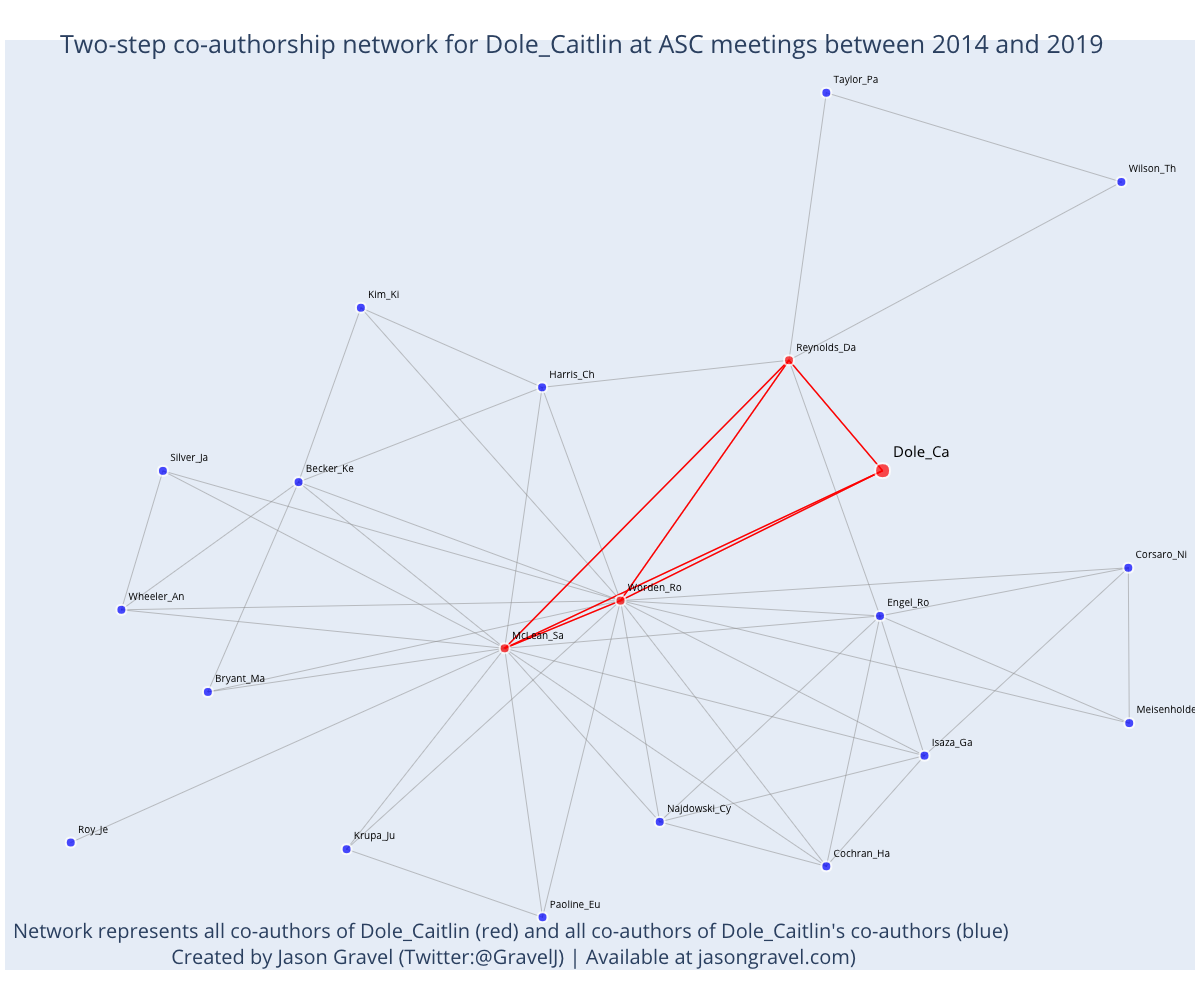 Two-step co-authorship network for Dole_Caitlin at ASC meetings between 2014 and 2019
Taylor_Pa
Wilson_Th
Kim_Ki
Reynolds_Da
Harris_Ch
Dole_Ca
Silver_Ja
Becker_Ke
Corsaro_Ni
Worden_Ro
Wheeler_An
Engel_Ro
McLean_Sa
Bryant_Ma
Meisenholde
Isaza_Ga
Najdowski_Cy
Roy_Je
Krupa_Ju
Cochran_Ha
Paoline_Eu
Network represents all co-authors of Dole_Caitlin (red) and all co-authors of Dole_Caitlin's co-authors (blue)
Created by Jason Gravel (Twitter:@GravelJ) | Available at jasongravel.com)